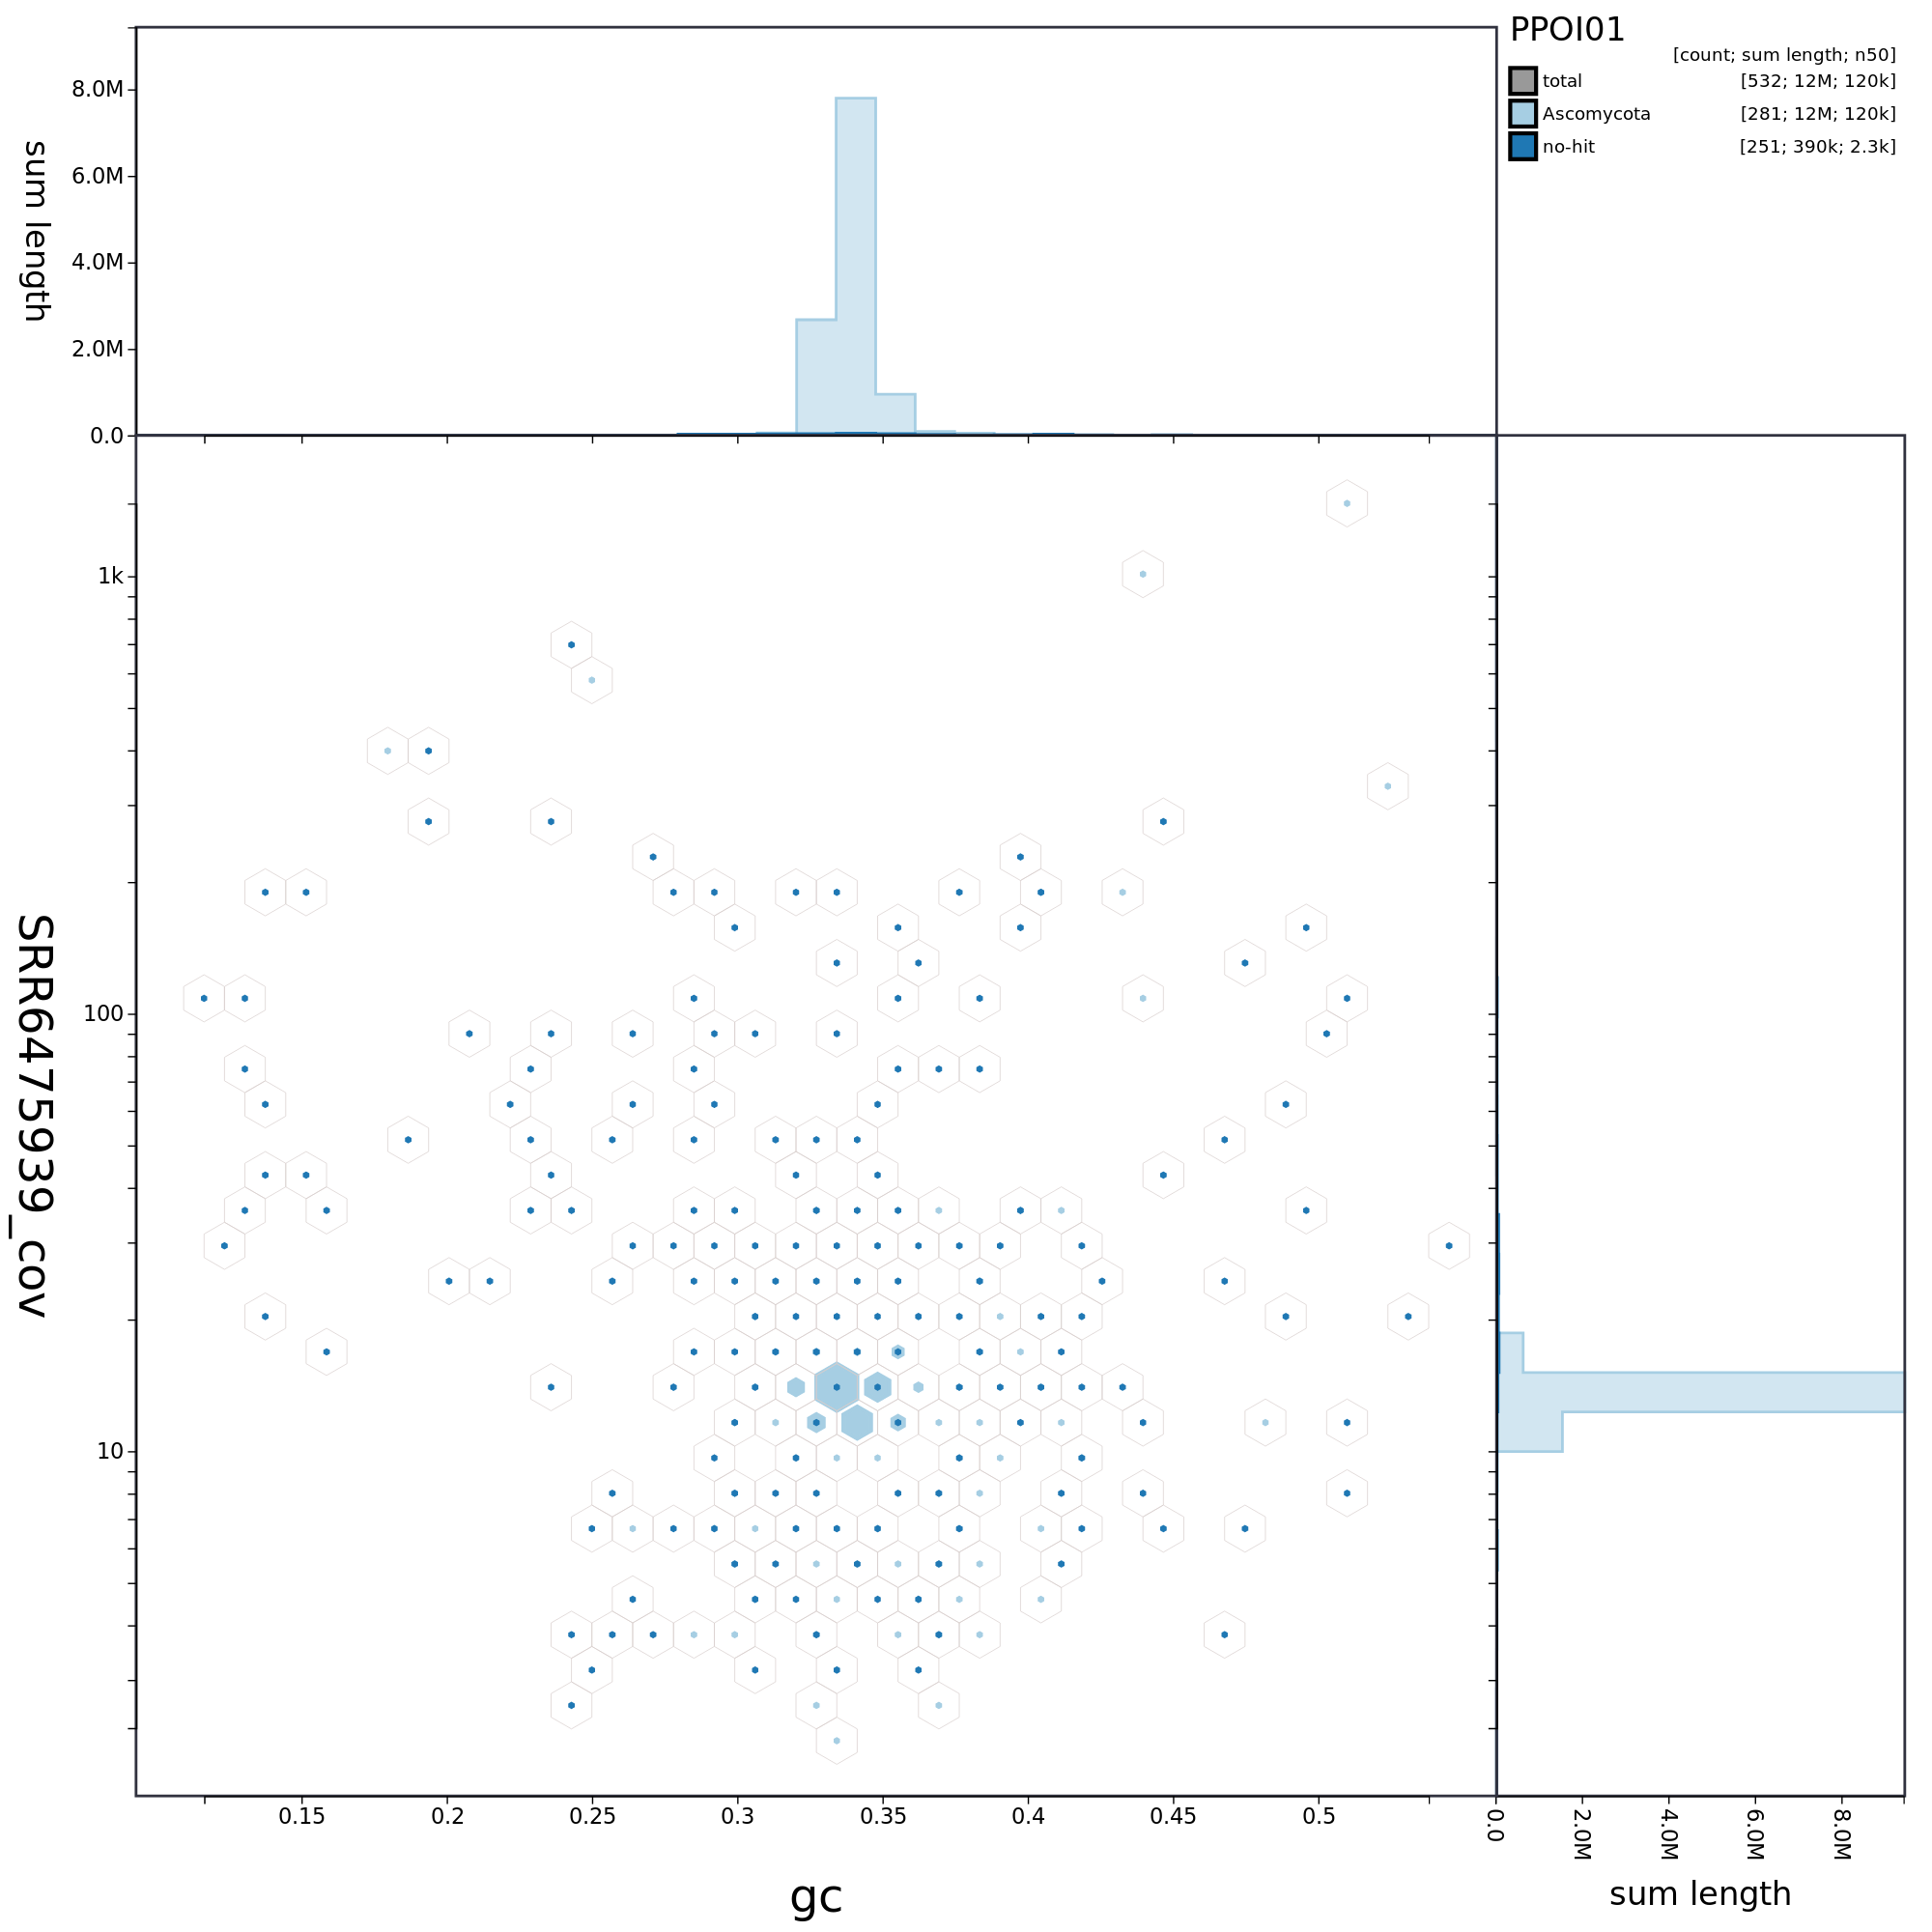 PPOI01
[count; sum length; n50]
total [532; 12M; 120k]
Ascomycota [281; 12M; 120k]
no-hit [251; 390k; 2.3k]
sum length
8.0M
6.0M
4.0M
2.0M
0.0
SRR6475939_cov
1k
100
10
0.15 0.2 0.25 0.3 0.35 0.4 0.45 0.5
gc
0.0 2.0M 4.0M 6.0M 8.0M
sum length